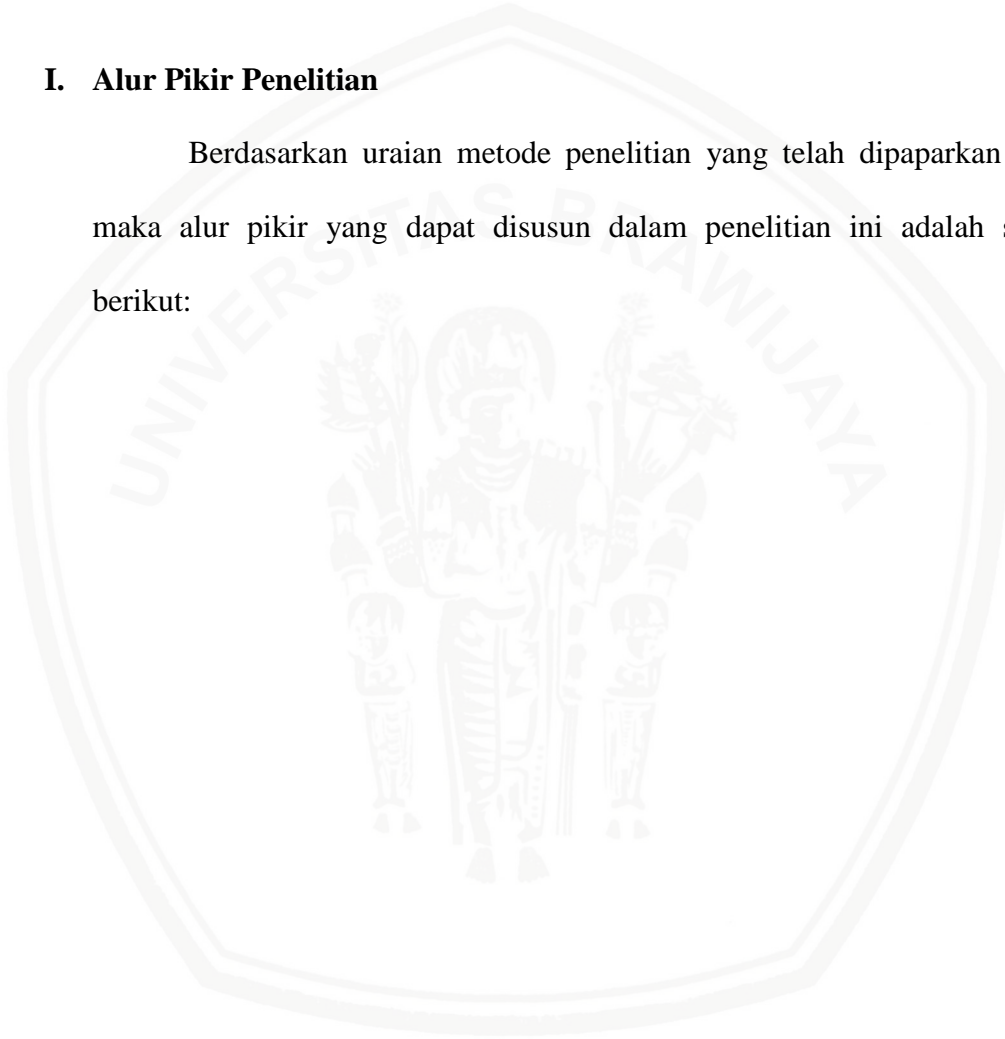 I. Alur Pikir Penelitian
Berdasarkan uraian metode penelitian yang telah dipaparkan
maka alur pikir yang dapat disusun dalam penelitian ini adalah
berikut:
UNIVERSITAS BRAWIJAYA